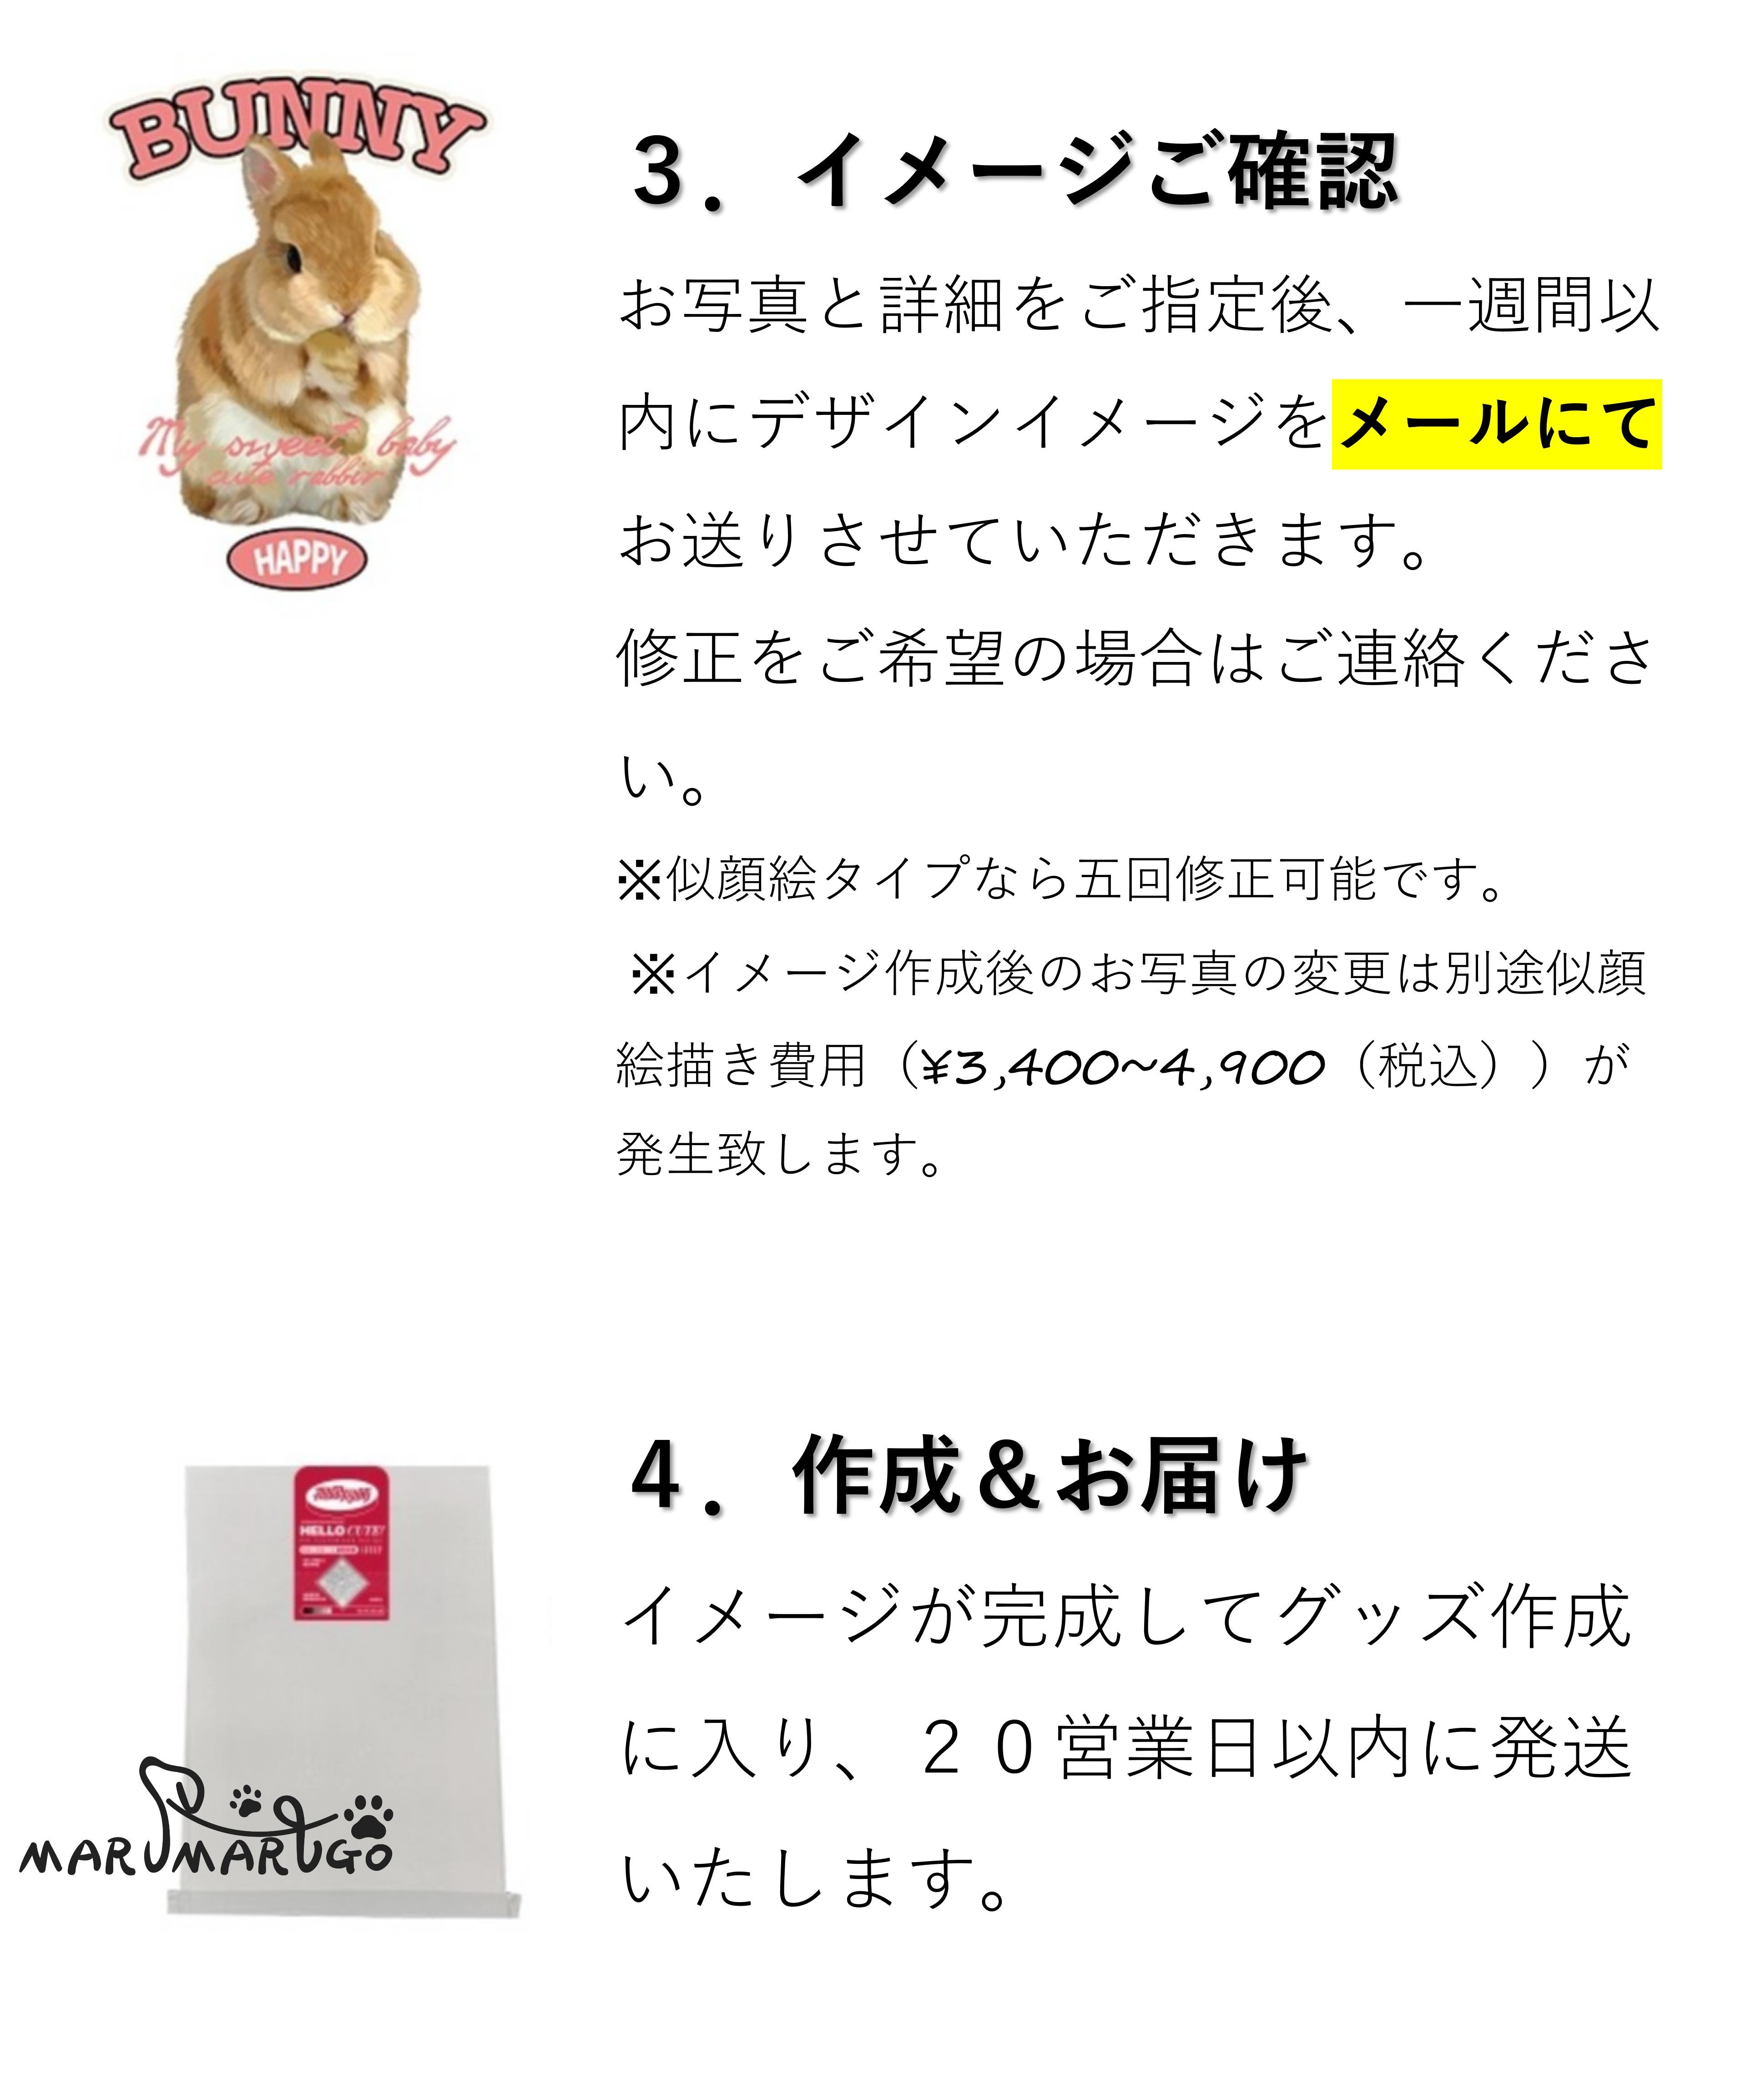 BUNNY
My sweet baby
cute rabbir
HAPPY
3．イメージご確認
お写真と詳細をご指定後、一週間以
内にデザインイメージをメールにて
お送りさせていただきます。
修正をご希望の場合はご連絡くださ
い。
※似顔絵タイプなら五回修正可能です。
※イメージ作成後のお写真の変更は別途似顔
絵描き費用（¥3,400~4,900（税込））が
発生致します。
4．作成＆お届け
HELLO CUTE!
イメージが完成してグッズ作成
に入り、２０営業日以内に発送
いたします。
MARUMARUGO